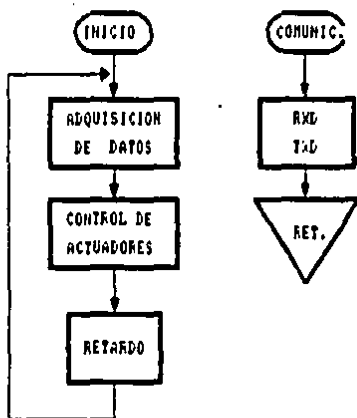 INICIO
ADQUISICION
DE DATOS
CONTROL DE
ACTUADORES
RETARDO
COMUNIC.
RXD
TXD
RET.